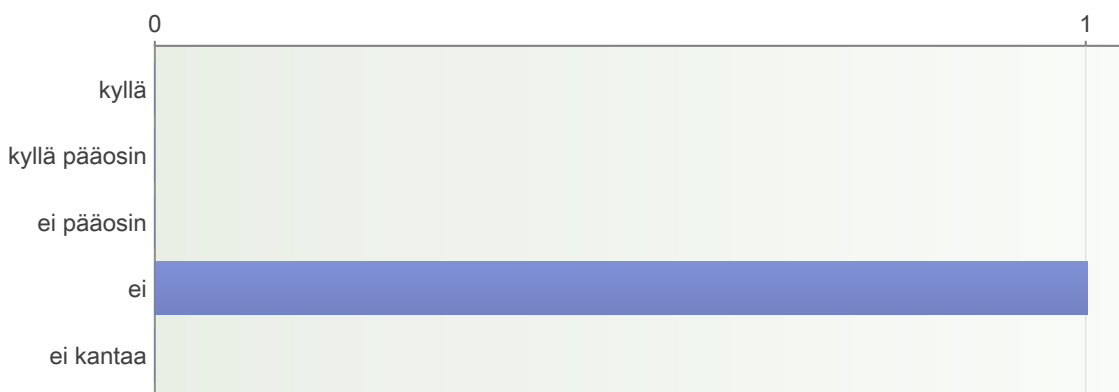 0 1
kyllä
kyllä pääosin
ei pääosin
ei
ei kantaa